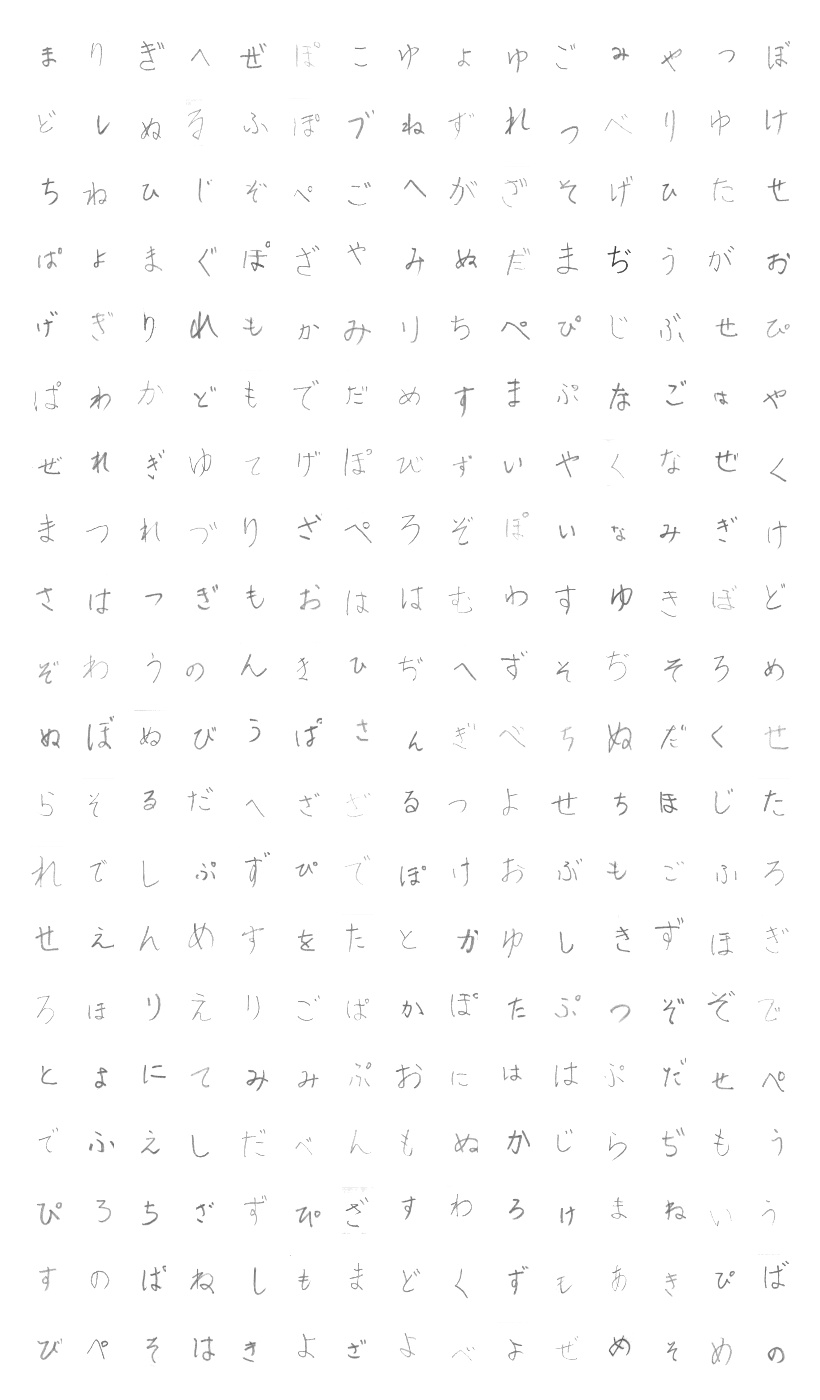 まりぎへぜぽこゆよゆごみやつぼ
どしぬるふぽづねずれっべりゆけ
ちねひじぞぺごへがざそげひたせ
ぱよまぐぽざやみぬだまぢうがお
げぎりれもかみりちぺぴじぶせぴ
ぱわかどもでだめすまぷなごはや
ぜれぎゆてげぽびずいやくなぜく
まつれづりざぺろぞぽいなみぎけ
さはつぎもおははむわすゆきぼど
ぞわうのんきひぢへずそぢそろめ
ぬぼぬびうぱさんぎべちぬだくせ
らそるだへざざるつよせちほじた
れでしぷずぴでぽけおぶもごふろ
せえんめすをたとかゆしきずほぎ
ろほりえりごぱかぽたぷつぞぞで
とよにてみみぷおにははぷだせぺ
でふえしだべんもぬかじらぢもう
ぴろちざずぴざすわろけまねいう
すのぱねしもまどくずもあきぴば
びぺそはきよざよべよぜめそめの